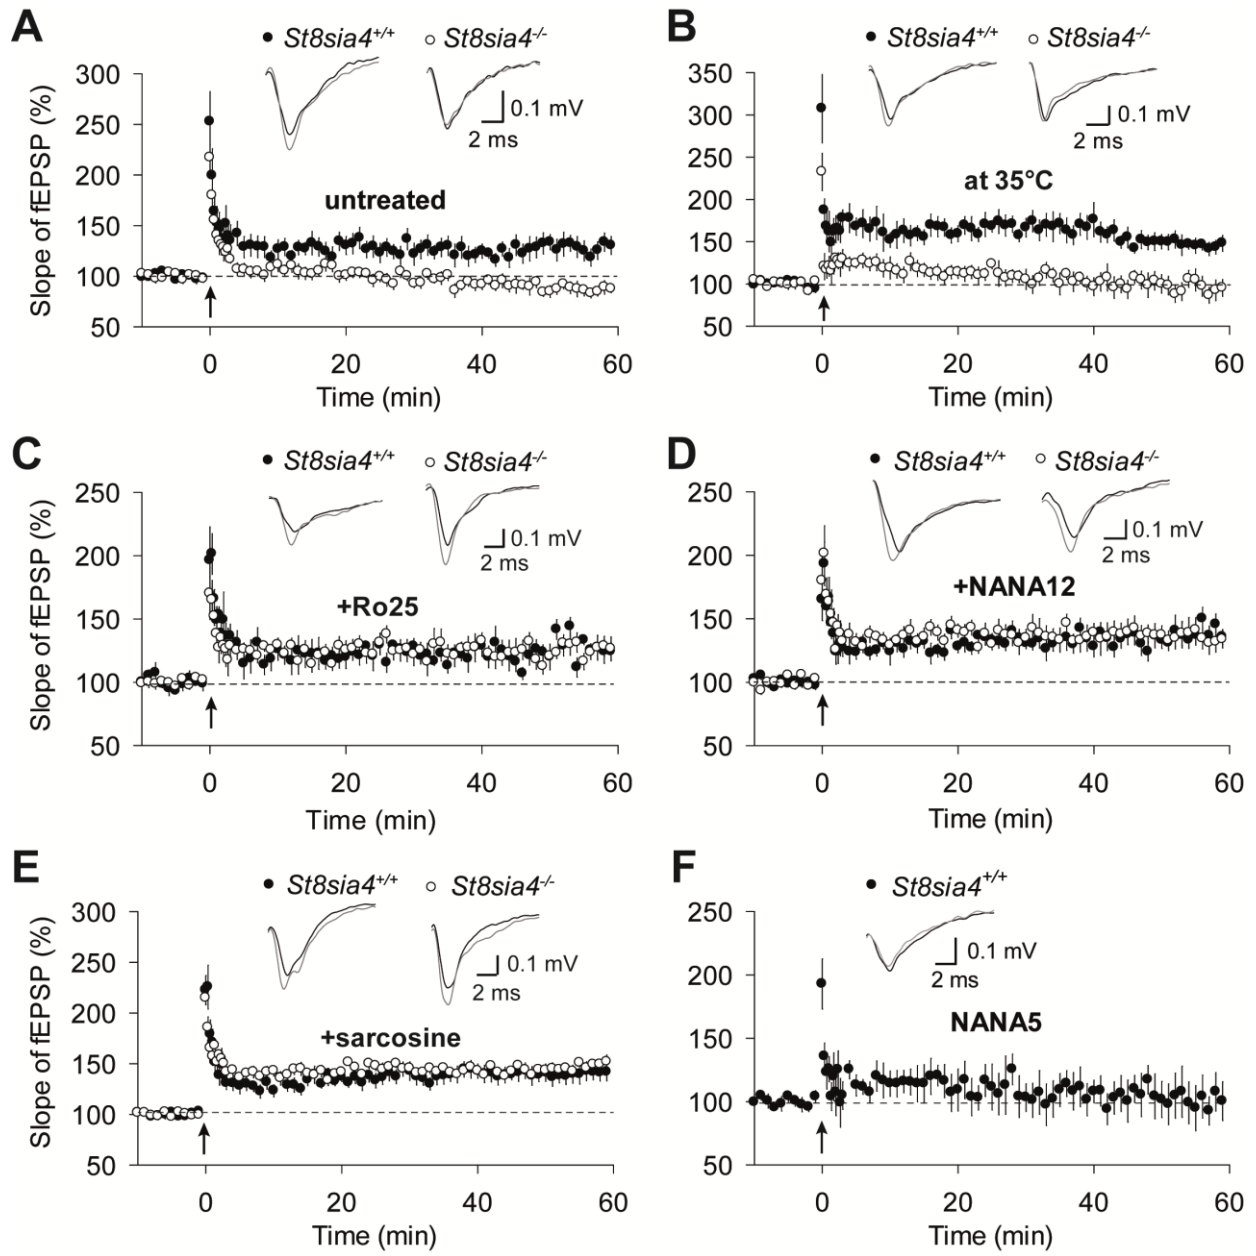 A
● St8sia4+/+ ○ St8sia4-/-
Slope of fEPSP (%)
300
250
200
150
100
50
0.1 mV
2 ms
untreated
0 20 40 60
Time (min)
B
● St8sia4+/+ ○ St8sia4-/-
350
300
250
200
150
100
50
0.1 mV
2 ms
at 35°C
0 20 40 60
Time (min)
C
● St8sia4+/+ ○ St8sia4-/-
Slope of fEPSP (%)
250
200
150
100
50
0.1 mV
2 ms
+Ro25
0 20 40 60
Time (min)
D
● St8sia4+/+ ○ St8sia4-/-
250
200
150
100
50
0.1 mV
2 ms
+NANA12
0 20 40 60
Time (min)
E
● St8sia4+/+ ○ St8sia4-/-
Slope of fEPSP (%)
300
250
200
150
100
50
0.1 mV
2 ms
+sarcosine
0 20 40 60
Time (min)
F
● St8sia4+/+
250
200
150
100
50
0.1 mV
2 ms
NANA5
0 20 40 60
Time (min)